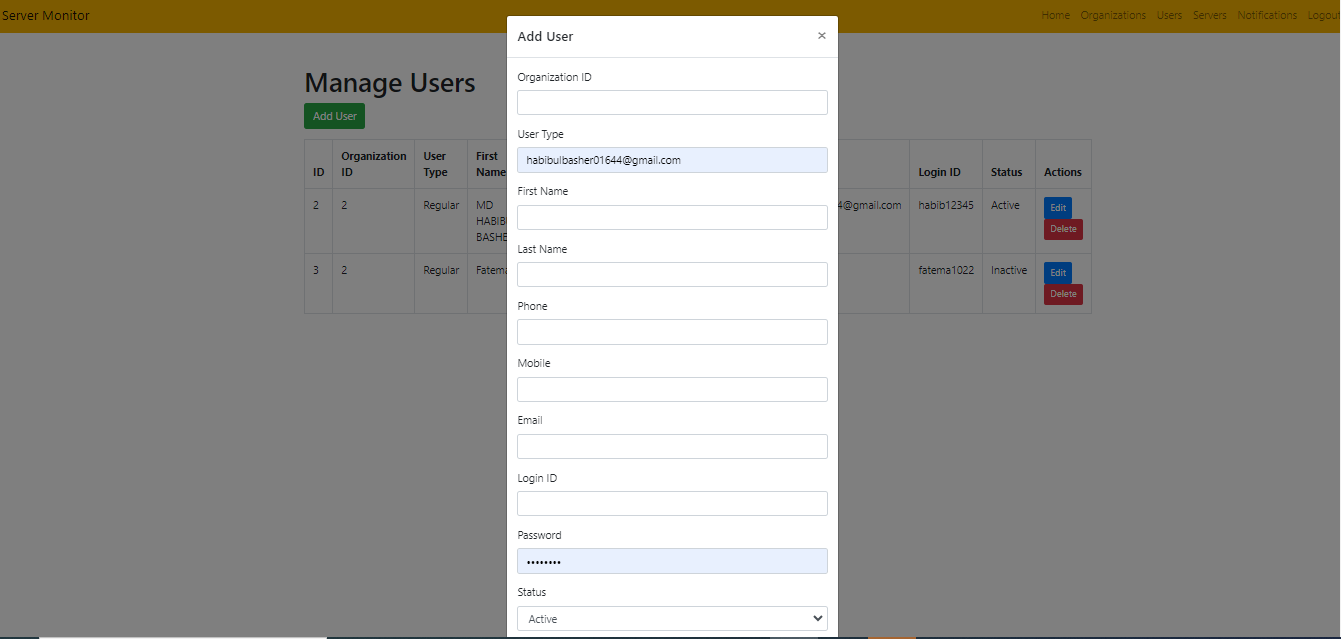 Server Monitor
Home Organizations Users Servers Notifications Logout
Add User ×
Manage Users
Add User
ID Organization ID User Type First Name Login ID Status Actions
2 2 Regular MD HABIB BASHE 4@gmail.com habib12345 Active Edit Delete
3 2 Regular Fatema fatema1022 Inactive Edit Delete
Organization ID
User Type
habibulbasher01644@gmail.com
First Name
Last Name
Phone
Mobile
Email
Login ID
Password
••••••••
Status
Active